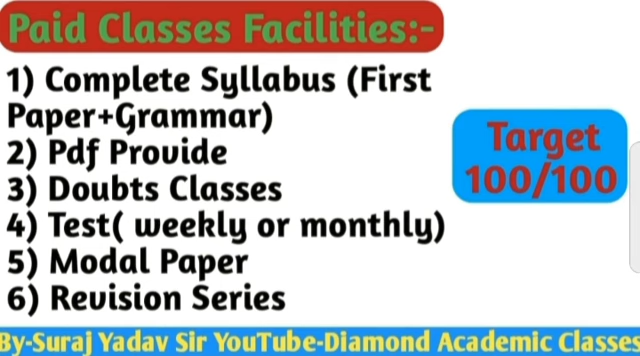 Paid Classes Facilities:-
1) Complete Syllabus (First
Paper+Grammar)
2) Pdf Provide
3) Doubts Classes
4) Test( weekly or monthly)
5) Modal Paper
6) Revision Series
Target
100/100
By-Suraj Yadav Sir YouTube-Diamond Academic Classes